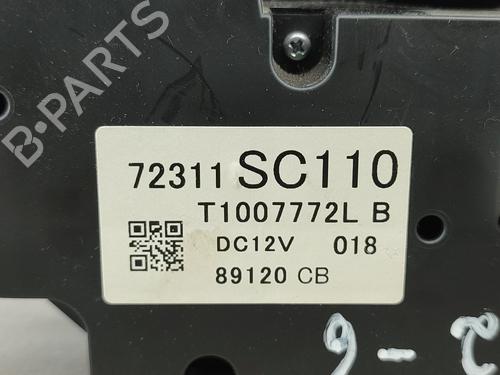 B-PARTS
72311 SC110
T1007772L B
DC12V 018
89120 CB